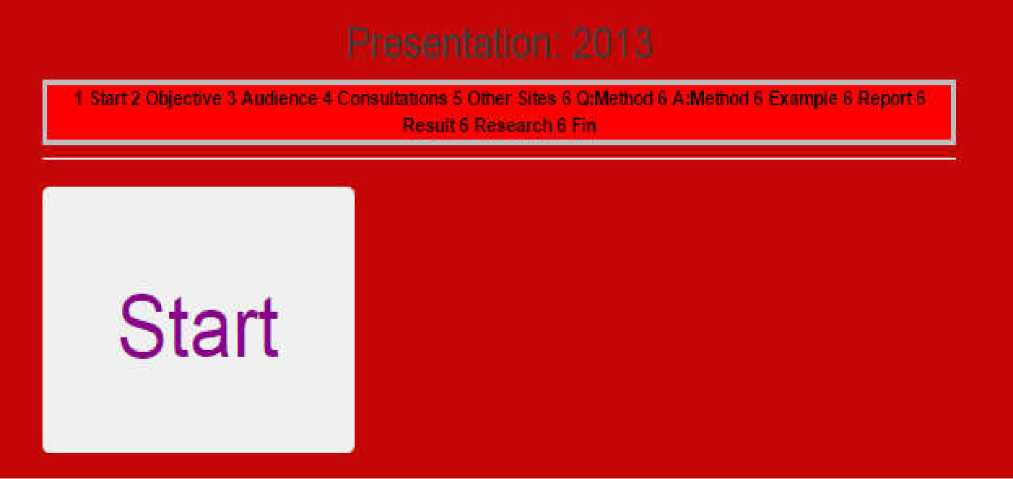 Presentation: 2013
1 Start 2 Objective 3 Audience 4 Consultations 5 Other Sites 6 Q:Method 6 A:Method 6 Example 6 Report 6
Result 6 Research 6 Fin
Start